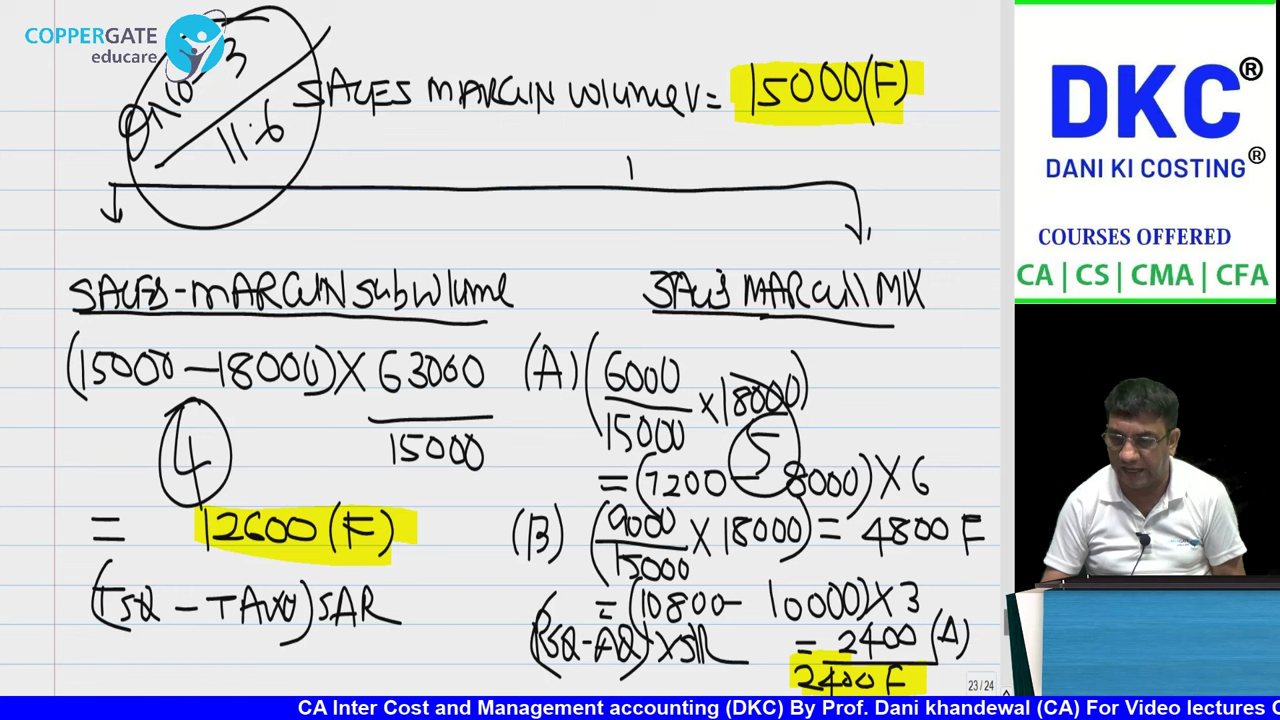 COPPERGATE
educare
11:6
SALES MARGIN VOLUME V = 15000(F)
SALES-MARGIN SUBVOLUME
(15000 – 18000) X 63000
15000
4
= 12600 (F)
(TSQ – TAQ) SAR
SALES MARGIN MIX
(A) (6000
15000 X 18000)
5
= (7200 – 8000) X 6
(B) (9000
15000 X 18000) = 4800 F
= (10800 – 10000) X 3
(RSQ – AQ) X SR
= 2400 (A)
2400 F
23 / 24
DKC®
DANI KI COSTING®
COURSES OFFERED
CA | CS | CMA | CFA
CA Inter Cost and Management accounting (DKC) By Prof. Dani khandewal (CA) For Video lectures C